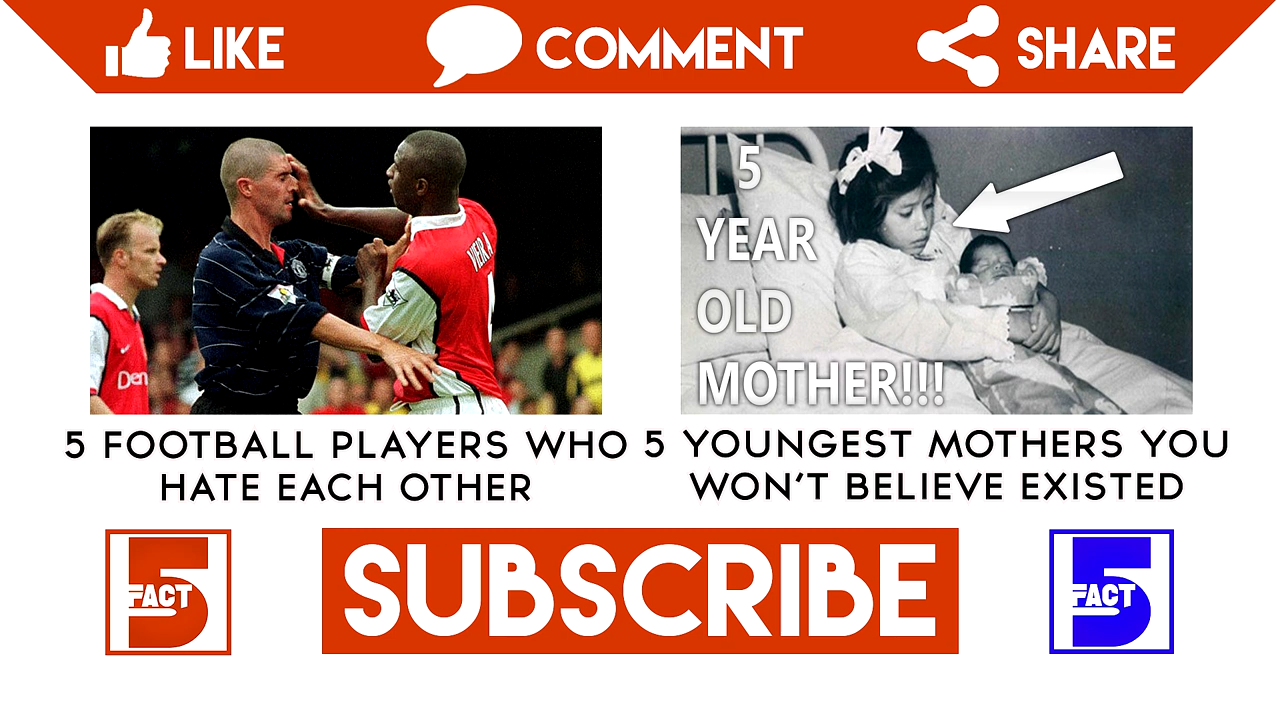 LIKE
COMMENT
SHARE
VIEIRA
Den
5
YEAR
OLD
MOTHER!!!
5 FOOTBALL PLAYERS WHO
HATE EACH OTHER
5 YOUNGEST MOTHERS YOU
WON'T BELIEVE EXISTED
5
FACT
SUBSCRIBE
5
FACT